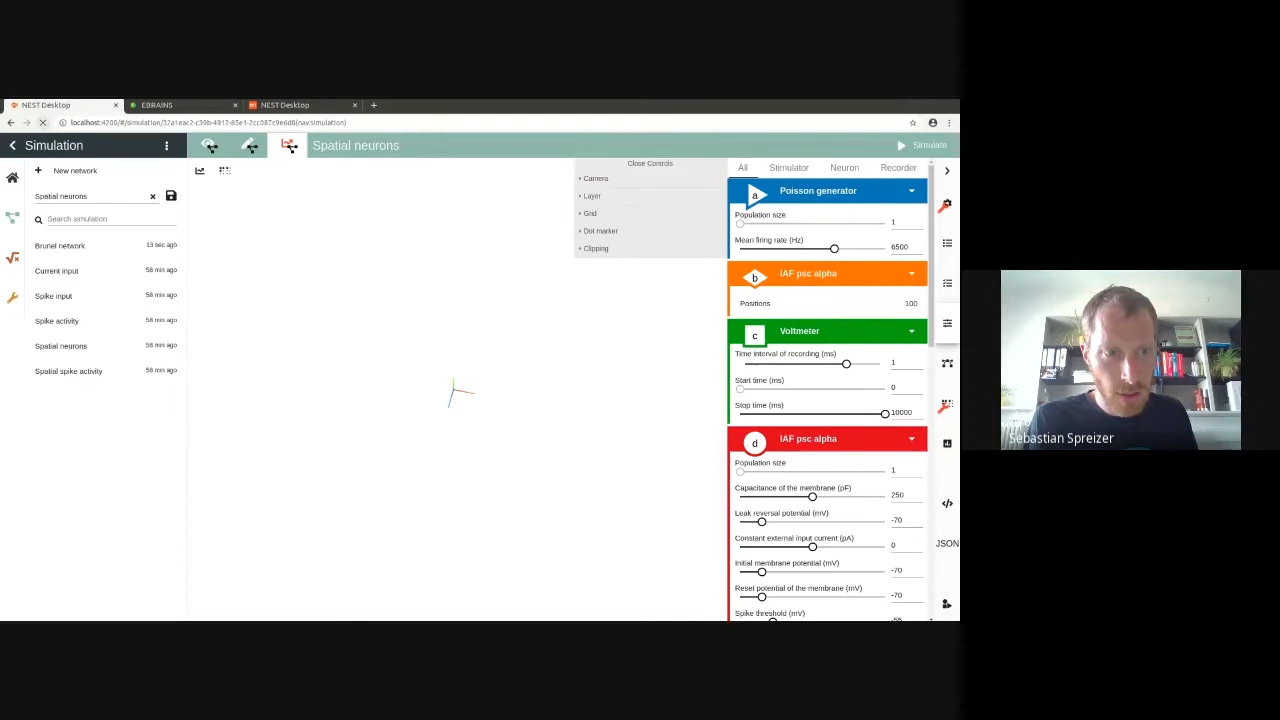 NEST Desktop
EBRAINS
NEST Desktop
localhost:4200/#/simulation/32a1eac2-c39b-4912-85e1-2cc087c9e6d8(nav:simulation)
Simulation
Spatial neurons
Simulate
New network
Spatial neurons
Search simulation
Brunel network 13 sec ago
Current input 58 min ago
Spike input 58 min ago
Spike activity 58 min ago
Spatial neurons 58 min ago
Spatial spike activity 58 min ago
Close Controls
Camera
Layer
Grid
Dot marker
Clipping
All Stimulator Neuron Recorder
a Poisson generator
Population size 1
Mean firing rate (Hz) 6500
b IAF psc alpha
Positions 100
c Voltmeter
Time interval of recording (ms) 1
Start time (ms) 0
Stop time (ms) 10000
d IAF psc alpha
Population size 1
Capacitance of the membrane (pF) 250
Leak reversal potential (mV) -70
Constant external input current (pA) 0
Initial membrane potential (mV) -70
Reset potential of the membrane (mV) -70
Spike threshold (mV) -55
JSON
Sebastian Spreizer